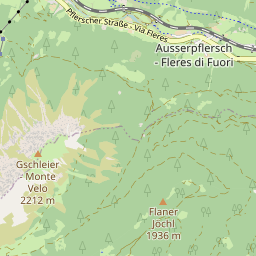 Pflerscher Straße - Via Fleres
Ausserpflersch
- Fleres di Fuori
Gschleier
- Monte
Velo
2212 m
Flaner
Jöchl
1936 m